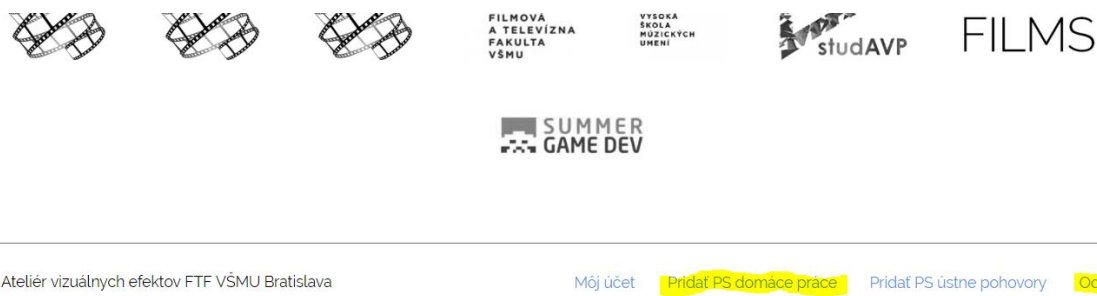 FILMOVÁ
A TELEVÍZNA
FAKULTA
VŠMU
VYSOKÁ
ŠKOLA
MÚZICKÝCH
UMENÍ
studAVP
FILMS
SUMMER
GAME DEV
Ateliér vizuálnych efektov FTF VŠMU Bratislava
Môj účet Pridať PS domáce práce Pridať PS ústne pohovory